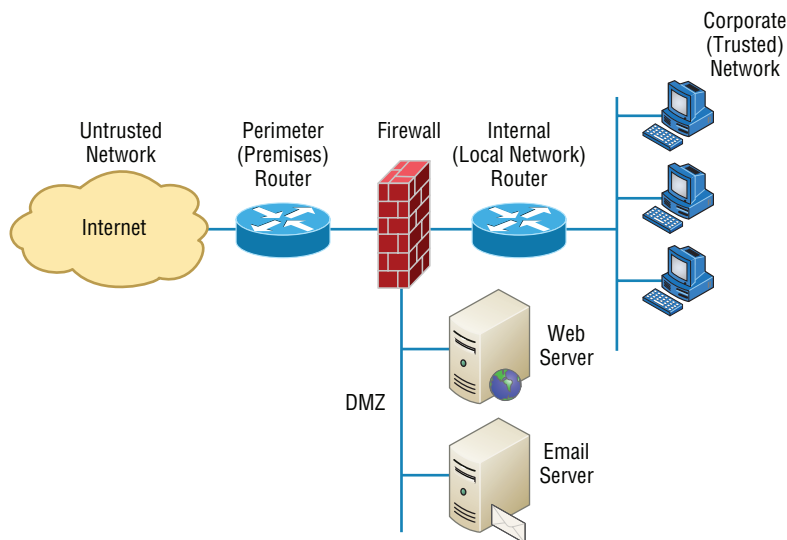 Corporate
(Trusted)
Network
Untrusted
Network
Perimeter
(Premises)
Router
Firewall
Internal
(Local Network)
Router
Internet
Web
Server
DMZ
Email
Server